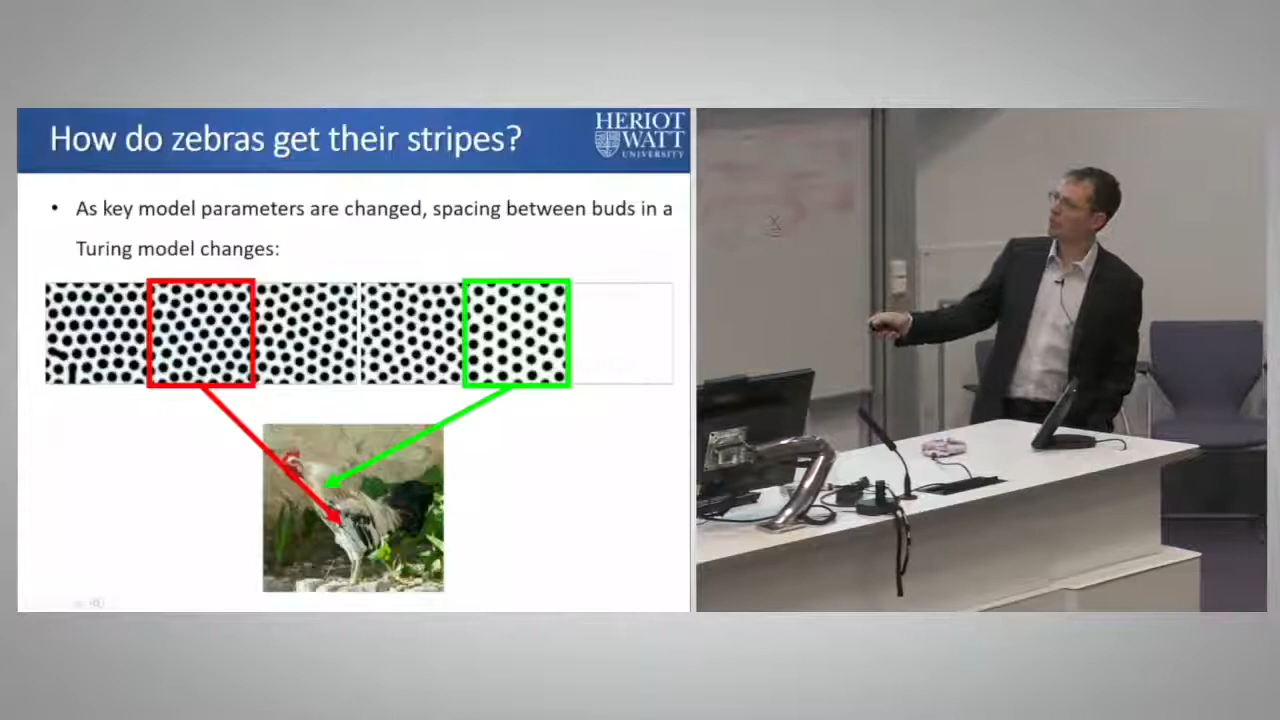 How do zebras get their stripes?
HERIOT
WATT
UNIVERSITY
• As key model parameters are changed, spacing between buds in a
Turing model changes: